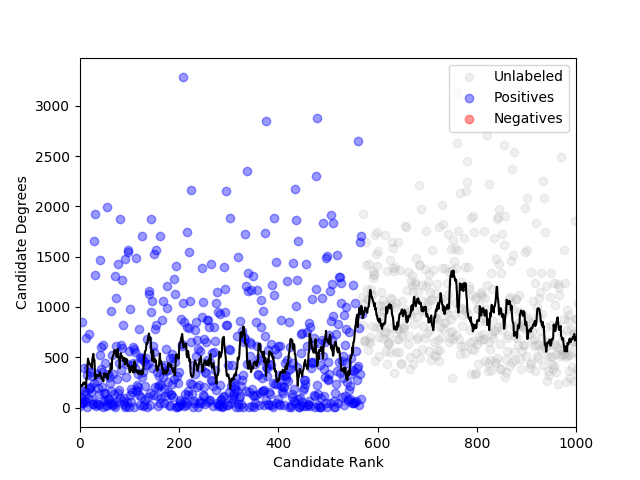 Unlabeled
Positives
Negatives
3000
2500
2000
1500
1000
500
0
Candidate Degrees
0 200 400 600 800 1000
Candidate Rank